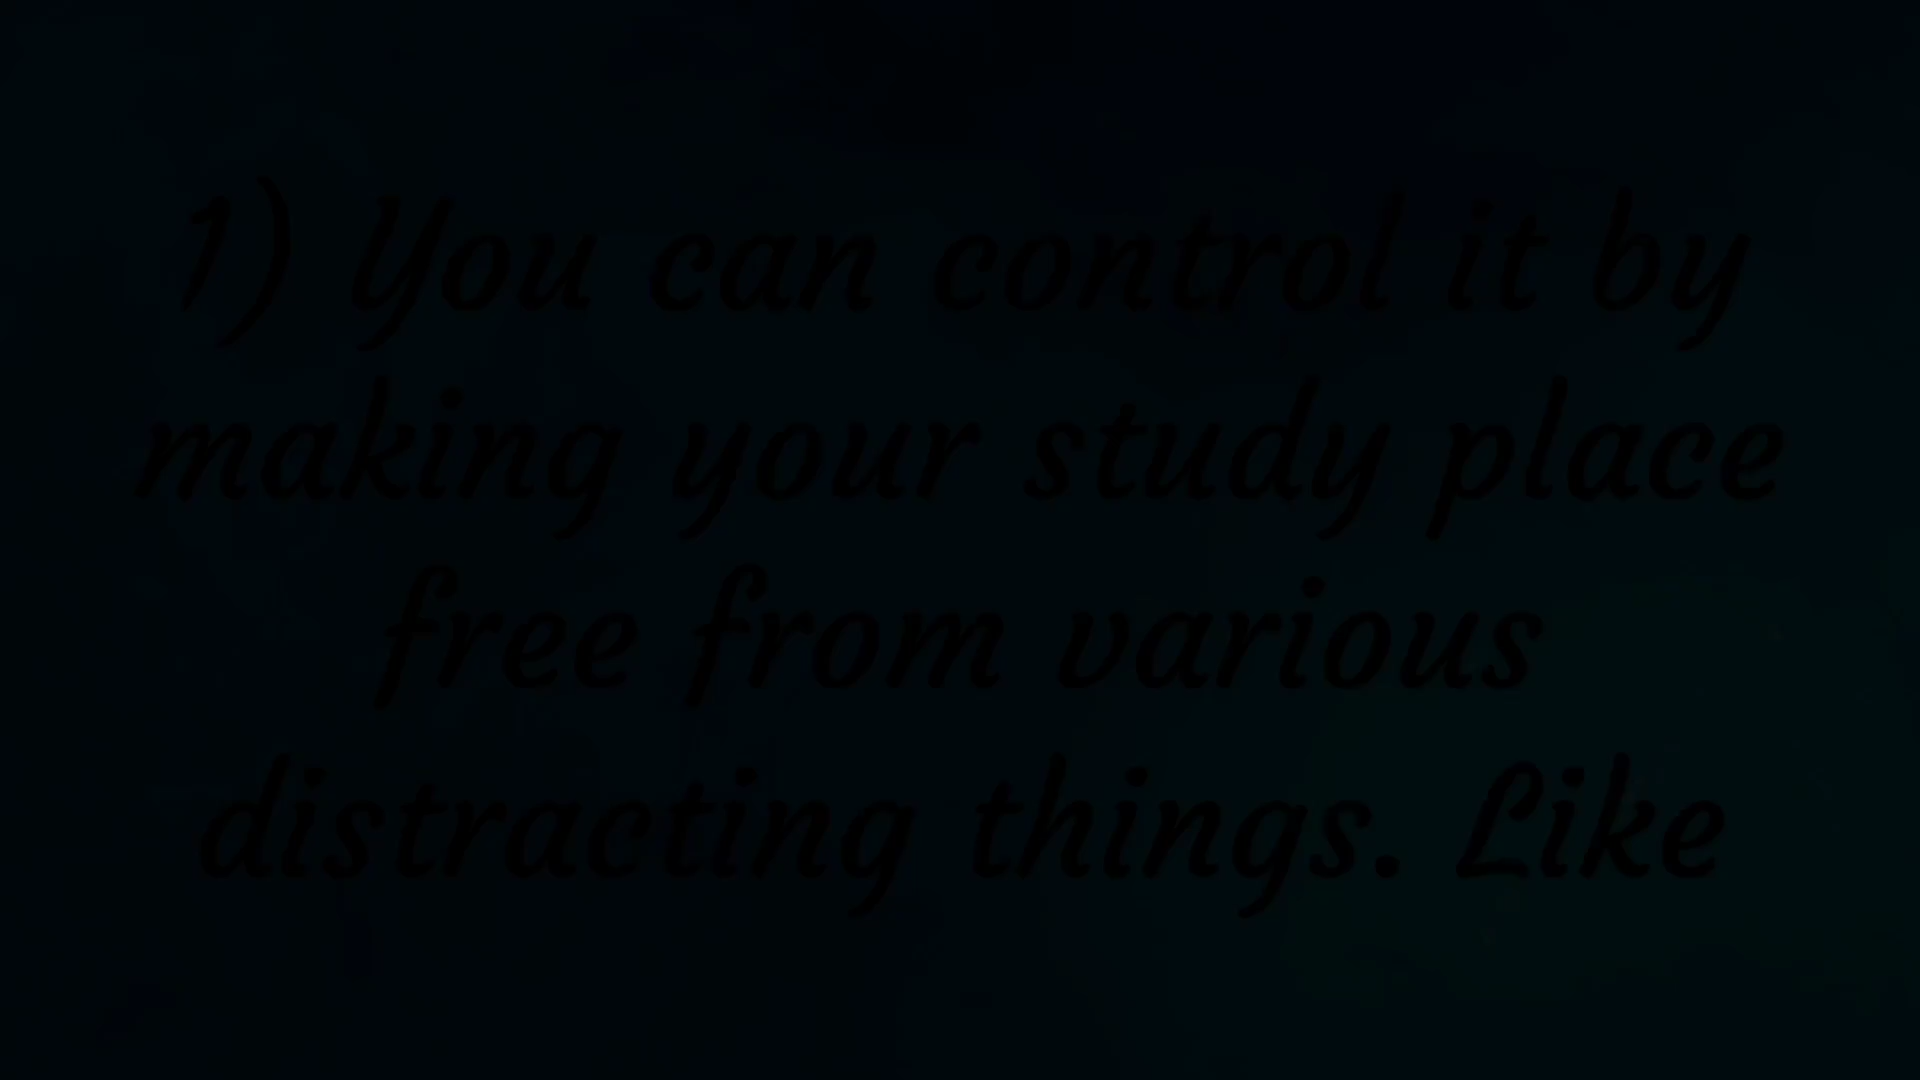 1) You can control it by
making your study place
free from various
distracting things. Like